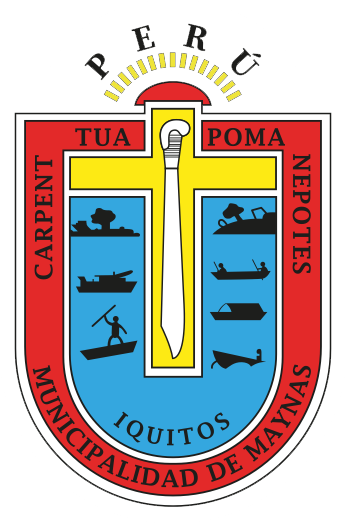 PERÚ
TUA POMA
CARPENT
NEPOTES
IQUITOS
MUNICIPALIDAD DE MAYNAS